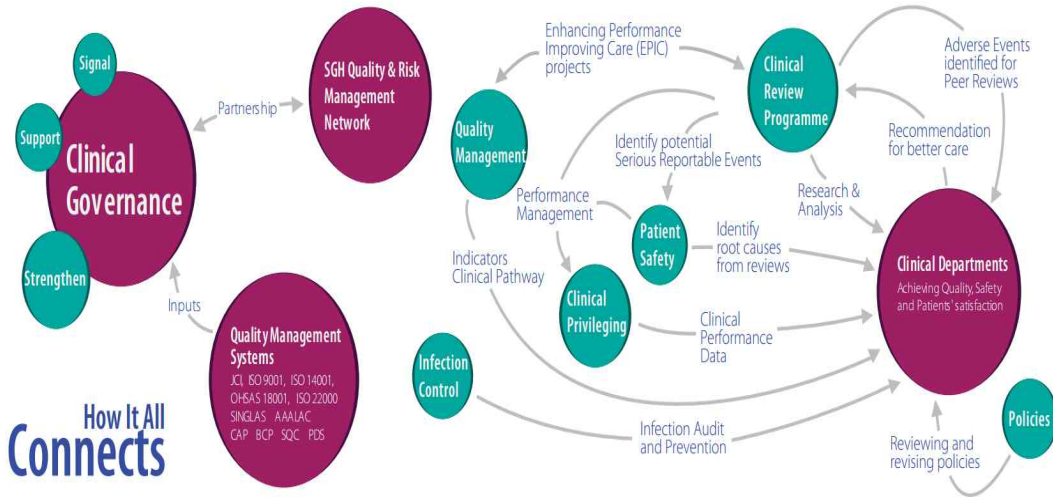 Signal
Support
Clinical
Governance
Strengthen
Partnership
SGH Quality & Risk
Management
Network
Inputs
Quality Management
Systems
JCI, ISO 9001, ISO 14001,
OHSAS 18001, ISO 22000
SINGLAS AAALAC
CAP BCP SQC PDS
How It All
Connects
Enhancing Performance
Improving Care (EPIC)
projects
Quality
Management
Clinical
Review
Programme
Adverse Events
identified for
Peer Reviews
Identify potential
Serious Reportable Events
Recommendation
for better care
Performance
Management
Research &
Analysis
Patient
Safety
Identify
root causes
from reviews
Indicators
Clinical Pathway
Clinical
Privileging
Clinical
Performance
Data
Clinical Departments
Achieving Quality, Safety
and Patients' satisfaction
Infection
Control
Infection Audit
and Prevention
Policies
Reviewing and
revising policies